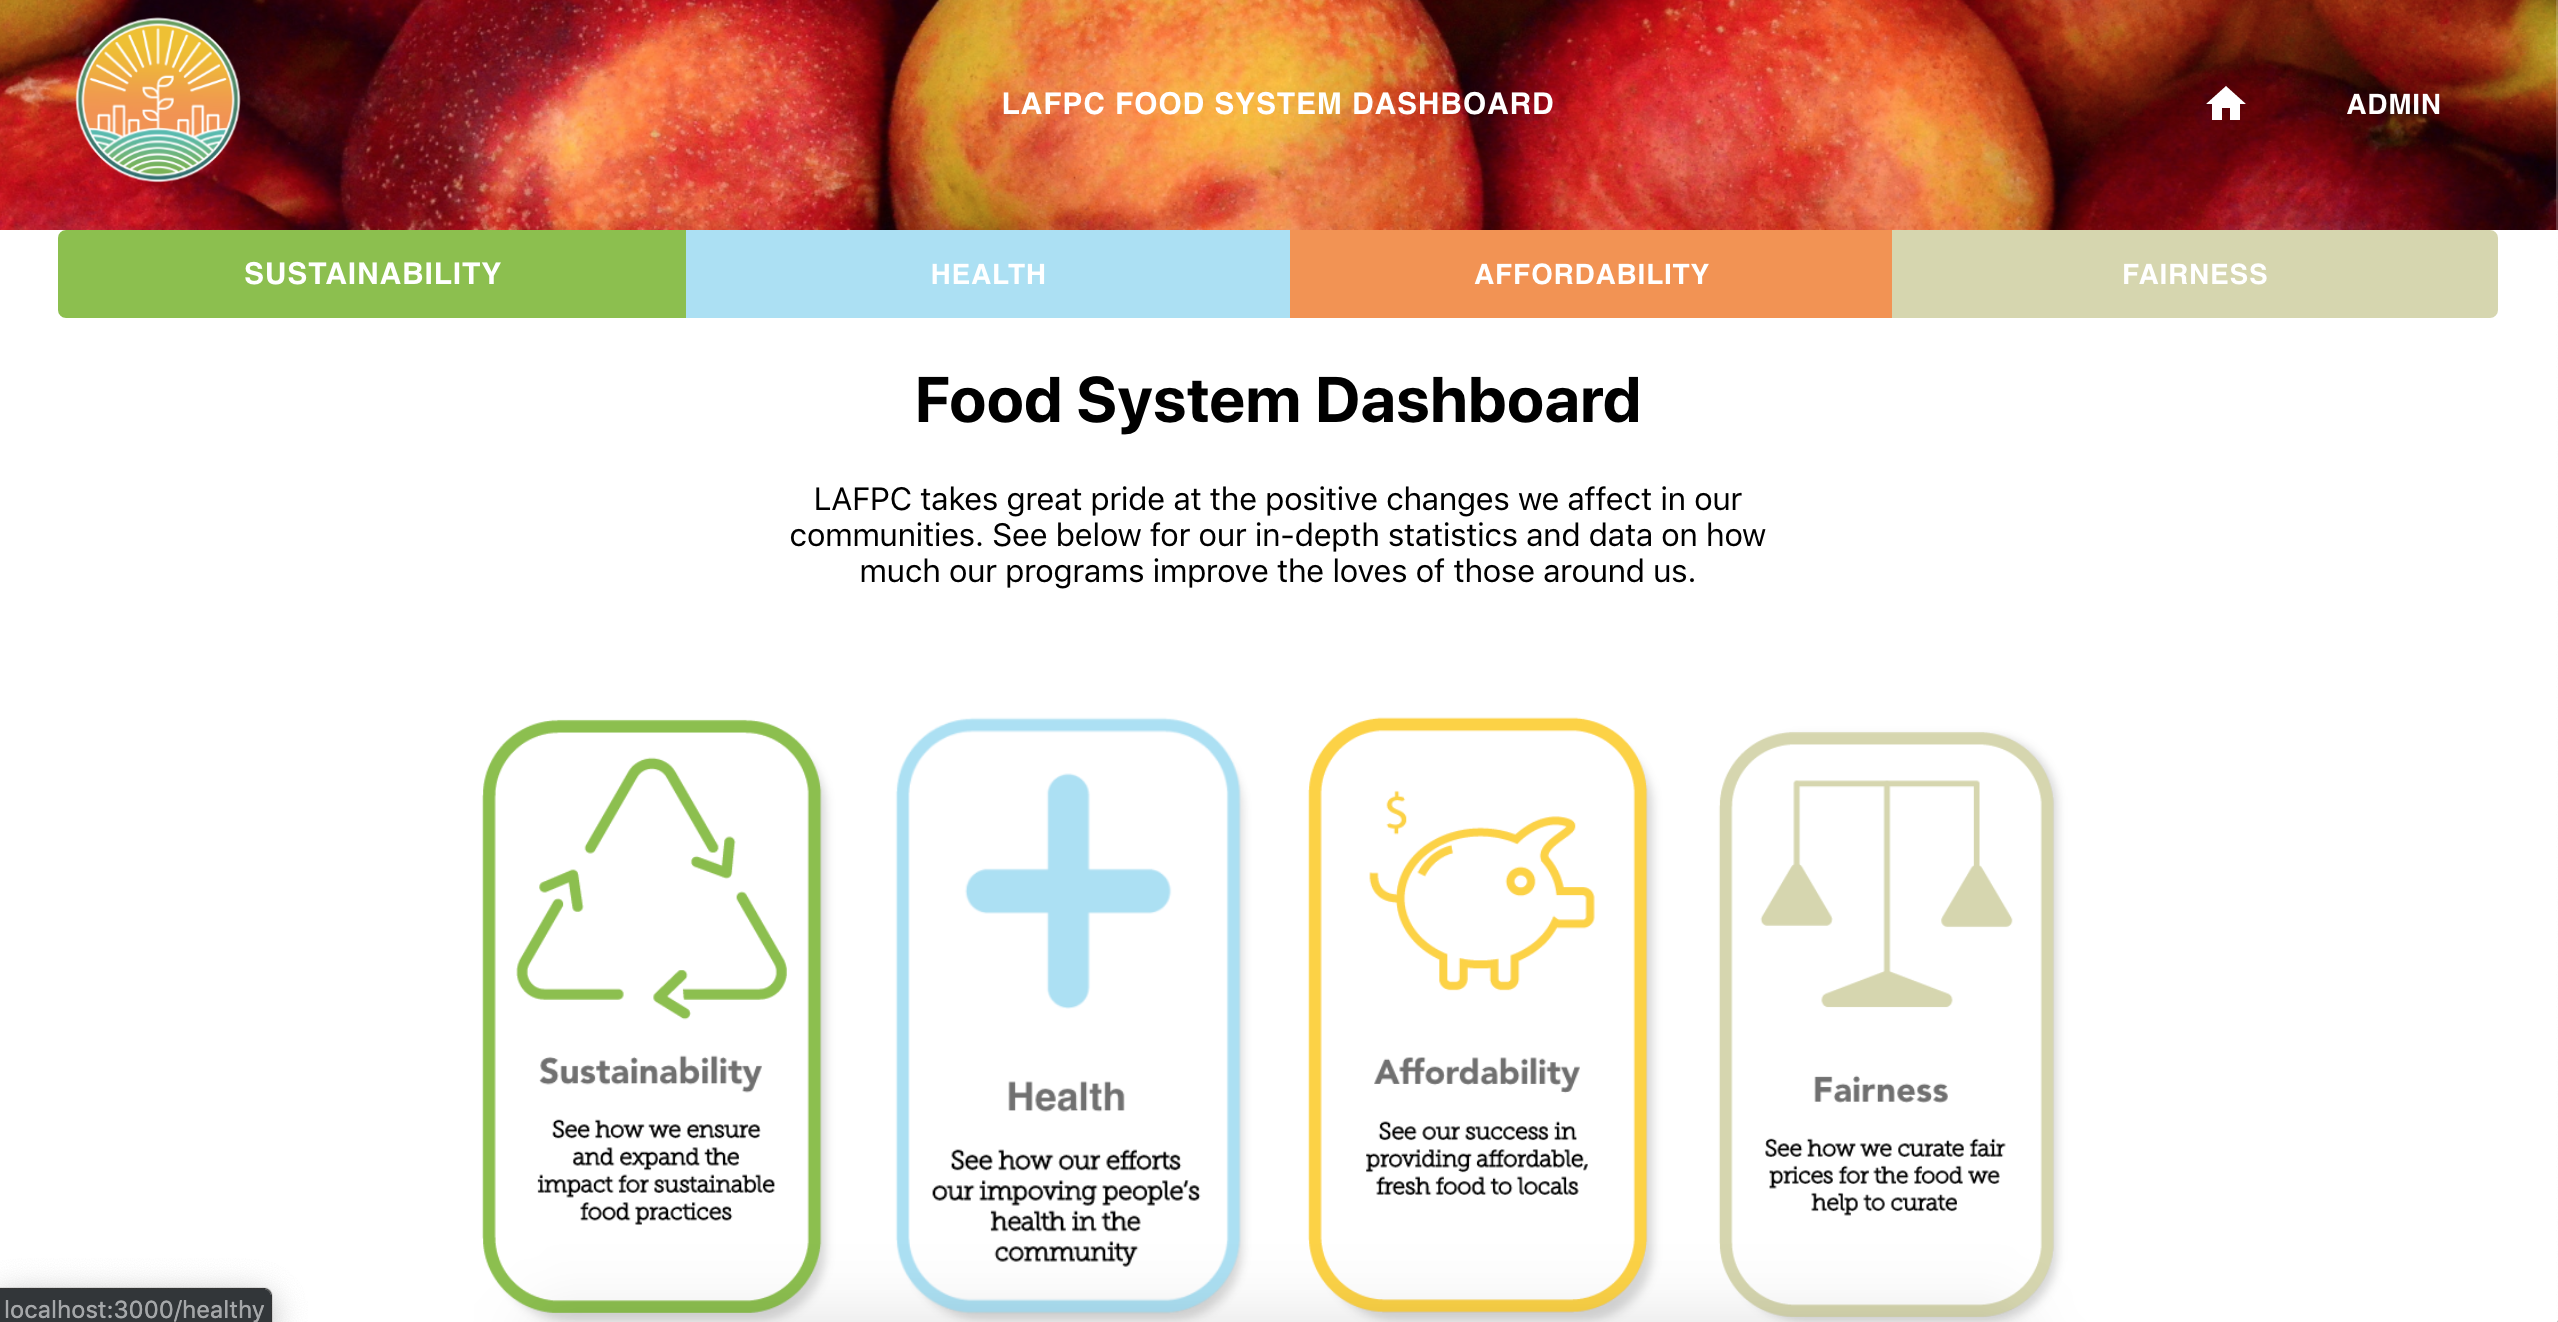 LAFPC FOOD SYSTEM DASHBOARD
ADMIN
SUSTAINABILITY
HEALTH
AFFORDABILITY
FAIRNESS
Food System Dashboard
LAFPC takes great pride at the positive changes we affect in our
communities. See below for our in-depth statistics and data on how
much our programs improve the loves of those around us.
Sustainability
See how we ensure
and expand the
impact for sustainable
food practices
Health
See how our efforts
our impoving people's
health in the
community
$
Affordability
See our success in
providing affordable,
fresh food to locals
Fairness
See how we curate fair
prices for the food we
help to curate
localhost:3000/healthy